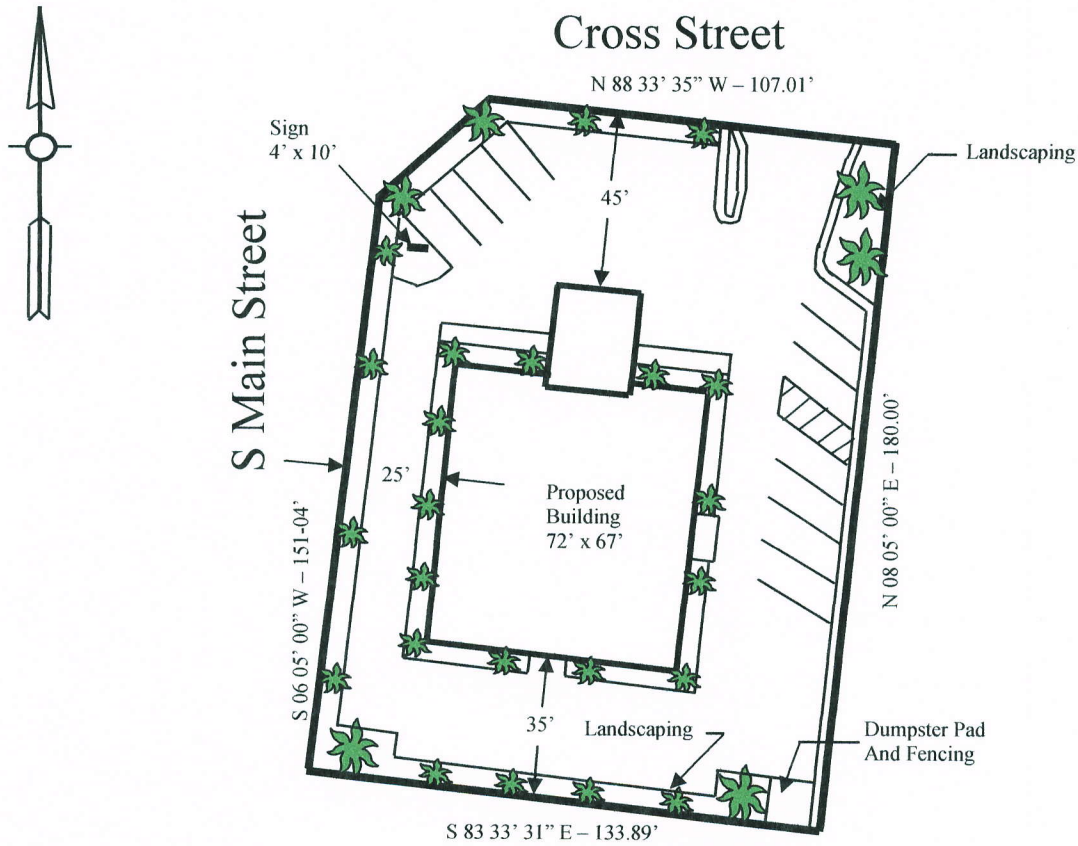 Cross Street
N 88 33' 35" W – 107.01'
Sign
4' x 10'
Landscaping
45'
S Main Street
25'
Proposed
Building
72' x 67'
N 08 05' 00" E – 180.00'
S 06 05' 00" W – 151-04'
35'
Landscaping
Dumpster Pad
And Fencing
S 83 33' 31" E – 133.89'